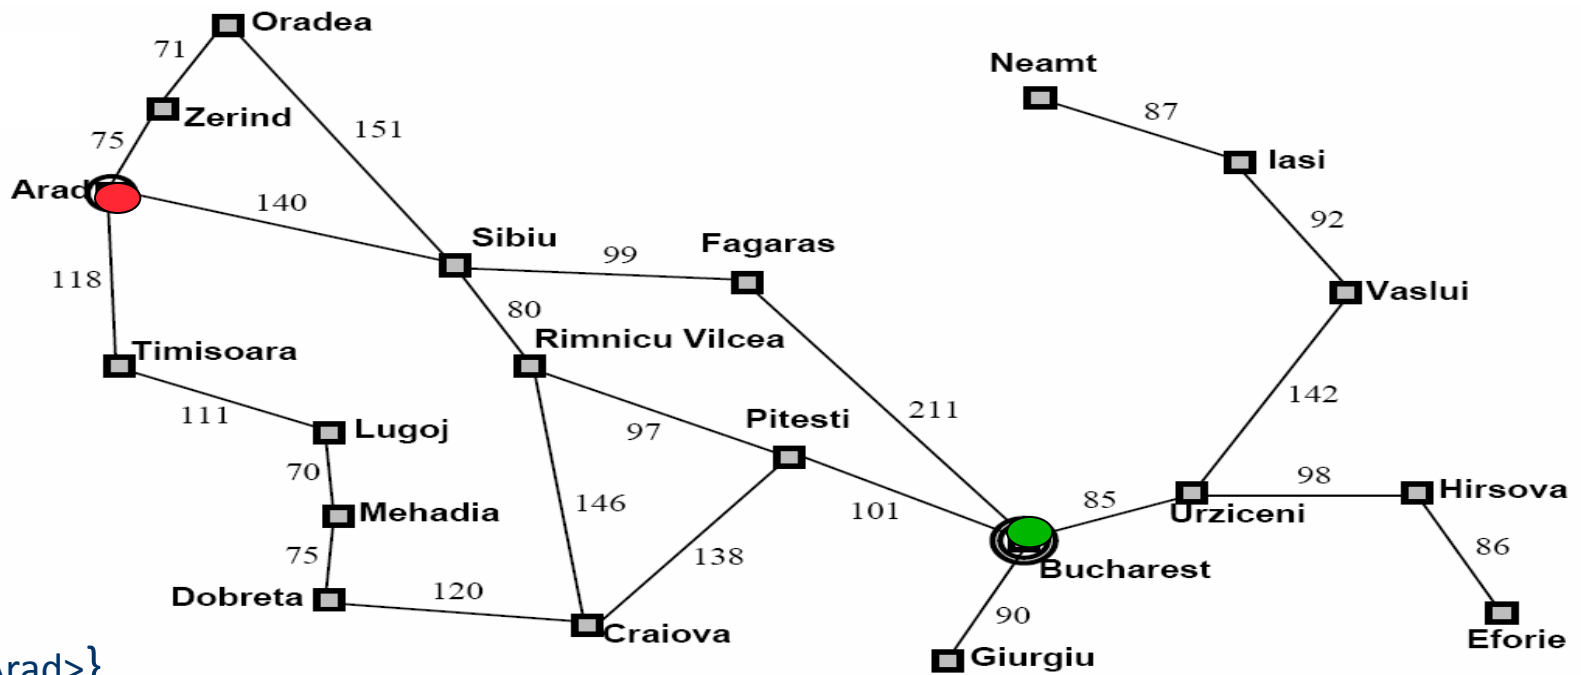 Oradea
71
Neamt
87
Zerind
151
75
Iasi
Arad
140
92
Sibiu
Fagaras
99
118
Vaslui
80
Rimnicu Vilcea
Timisoara
142
111
211
Pitesti
Lugoj
97
70
98
Hirsova
146
101
85
Urziceni
Mehadia
75
138
86
Bucharest
120
Dobreta
90
Craiova
Eforie
Giurgiu
Arad>}